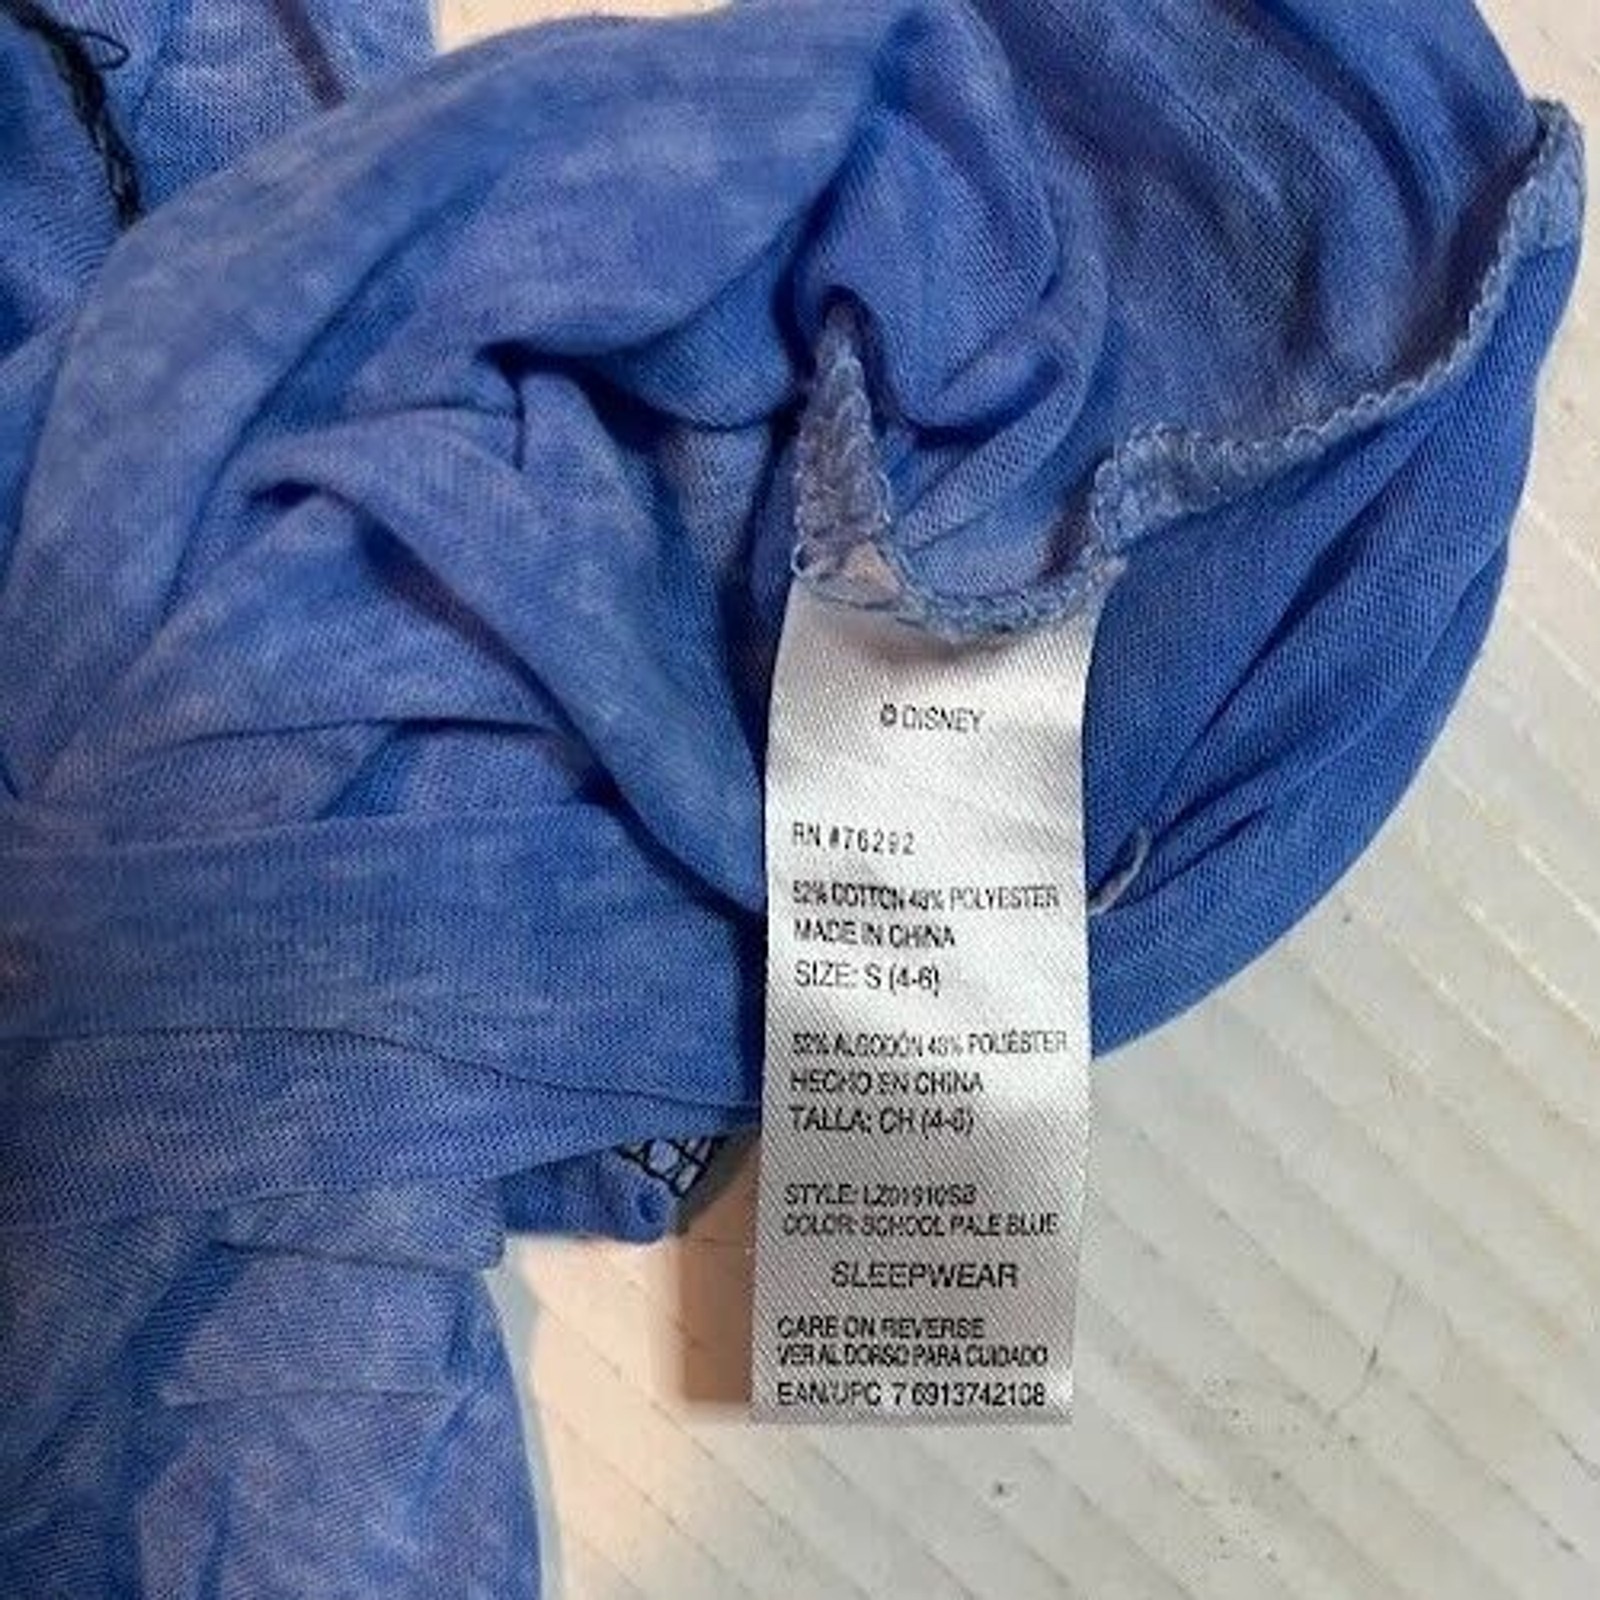 © DISNEY
RN #76292
52% COTTON 48% POLYESTER
MADE IN CHINA
SIZE: S (4-6)
52% ALGODÓN 48% POLIÉSTER
HECHO EN CHINA
TALLA: CH (4-6)
STYLE:
COLOR: SCHOOL PALE BLUE
SLEEPWEAR
CARE ON REVERSE
VER AL DORSO PARA CUIDADO
EAN/UPC 7 6913742108